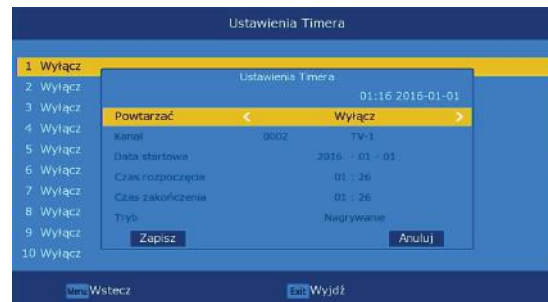 Ustawienia Timera
1 Wyłącz
2 Wyłącz
3 Wyłącz
4 Wyłącz
5 Wyłącz
6 Wyłącz
7 Wyłącz
8 Wyłącz
9 Wyłącz
10 Wyłącz
Ustawienia Timera
01:16 2016-01-01
Powtarzać < Wyłącz >
Kanał 0002 TV-1
Data startowa 2016 - 01 - 01
Czas rozpoczęcia 01 : 26
Czas zakończenia 01 : 26
Tryb Nagrywanie
Zapisz Anuluj
Menu Wstecz Exit Wyjdź